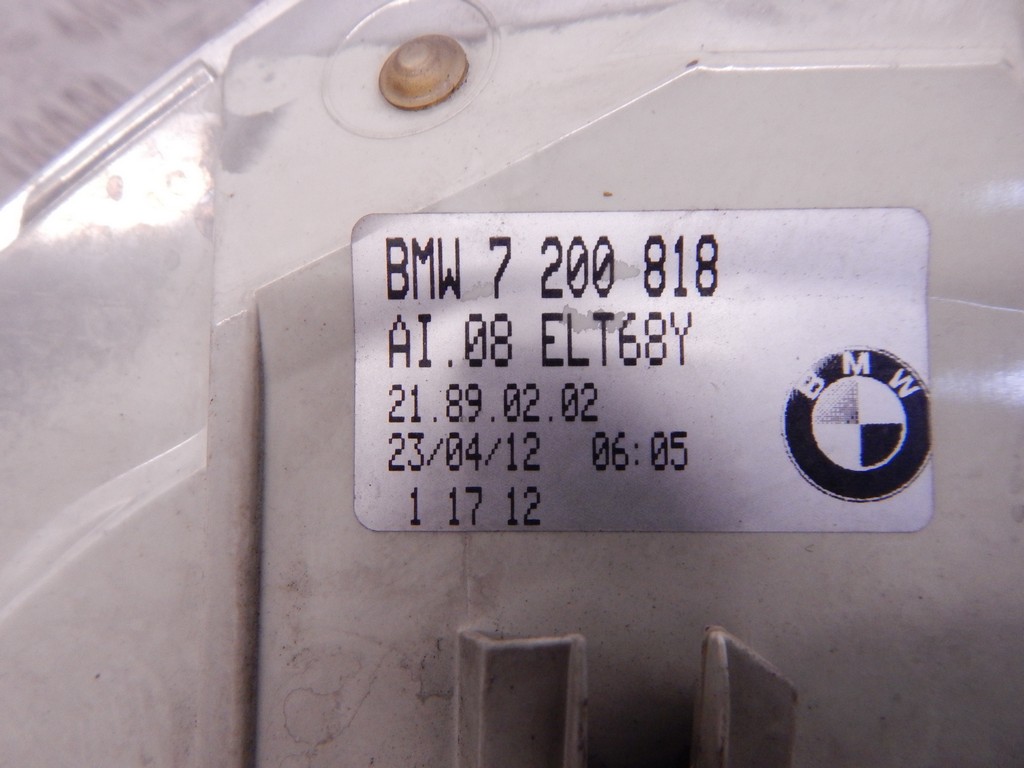 BMW 7 200 818
AI.08 ELT68Y
21.89.02.02
23/04/12 06:05
1 17 12
BMW